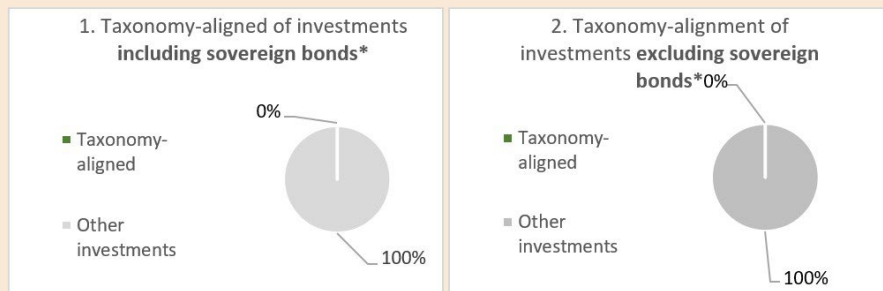 1. Taxonomy-aligned of investments
including sovereign bonds*
0%
Taxonomy-
aligned
Other
investments
100%
2. Taxonomy-alignment of
investments excluding sovereign
bonds*0%
Taxonomy-
aligned
Other
investments
100%